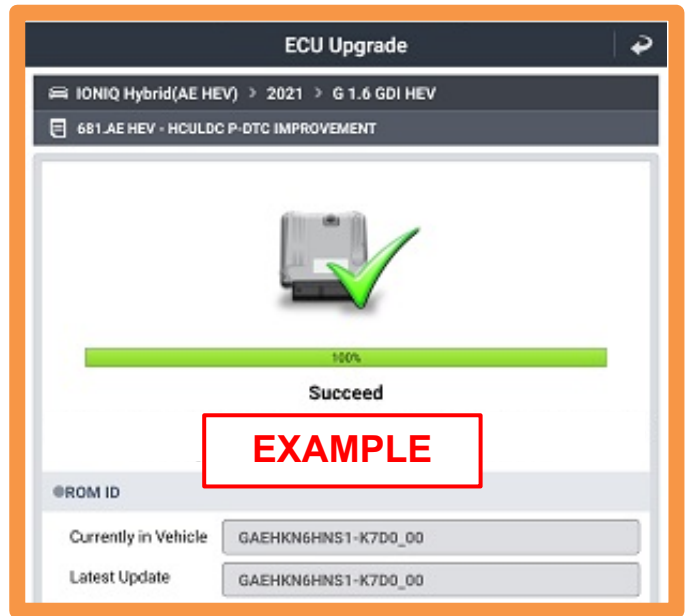 ECU Upgrade
IONIQ Hybrid(AE HEV) > 2021 > G 1.6 GDI HEV
681.AE HEV - HCULDC P-DTC IMPROVEMENT
100%
Succeed
EXAMPLE
ROM ID
Currently in Vehicle GAEHKN6HNS1-K7D0_00
Latest Update GAEHKN6HNS1-K7D0_00